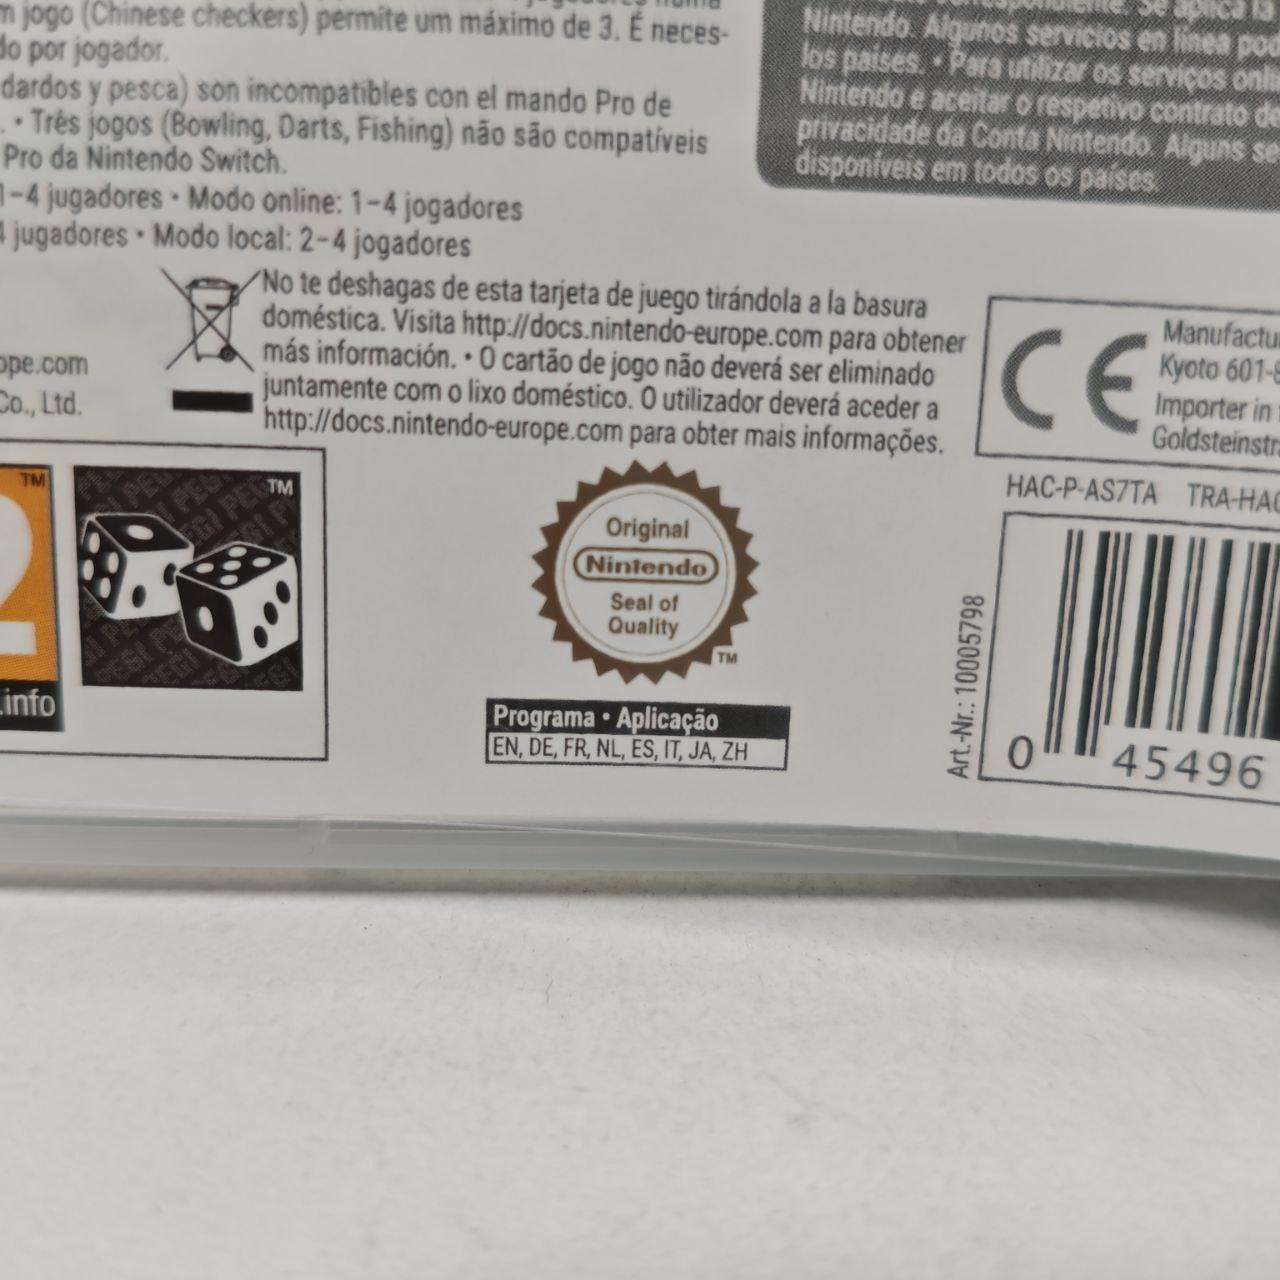 m jogo (Chinese checkers) permite um máximo de 3. É neces-
do por jogador.
dardos y pesca) son incompatibles con el mando Pro de
. • Três jogos (Bowling, Darts, Fishing) não são compatíveis
Pro da Nintendo Switch.
1-4 jugadores • Modo online: 1-4 jogadores
4 jugadores • Modo local: 2-4 jogadores
Nintendo. Algunos servicios en línea pod
los países. • Para utilizar os serviços onli
Nintendo e aceitar o respetivo contrato de
privacidade da Conta Nintendo. Alguns se
disponíveis em todos os países.
No te deshagas de esta tarjeta de juego tirándola a la basura
doméstica. Visita http://docs.nintendo-europe.com para obtener
más información. • O cartão de jogo não deverá ser eliminado
juntamente com o lixo doméstico. O utilizador deverá aceder a
http://docs.nintendo-europe.com para obter mais informações.
ope.com
Co., Ltd.
CE
Manufactu
Kyoto 601-8
Importer in
Goldsteinstr
HAC-P-AS7TA TRA-HAC
2
TM
.info
TM
PEGI
Original
Nintendo
Seal of
Quality
TM
Programa • Aplicação
EN, DE, FR, NL, ES, IT, JA, ZH
Art.-Nr.: 10005798
0 45496